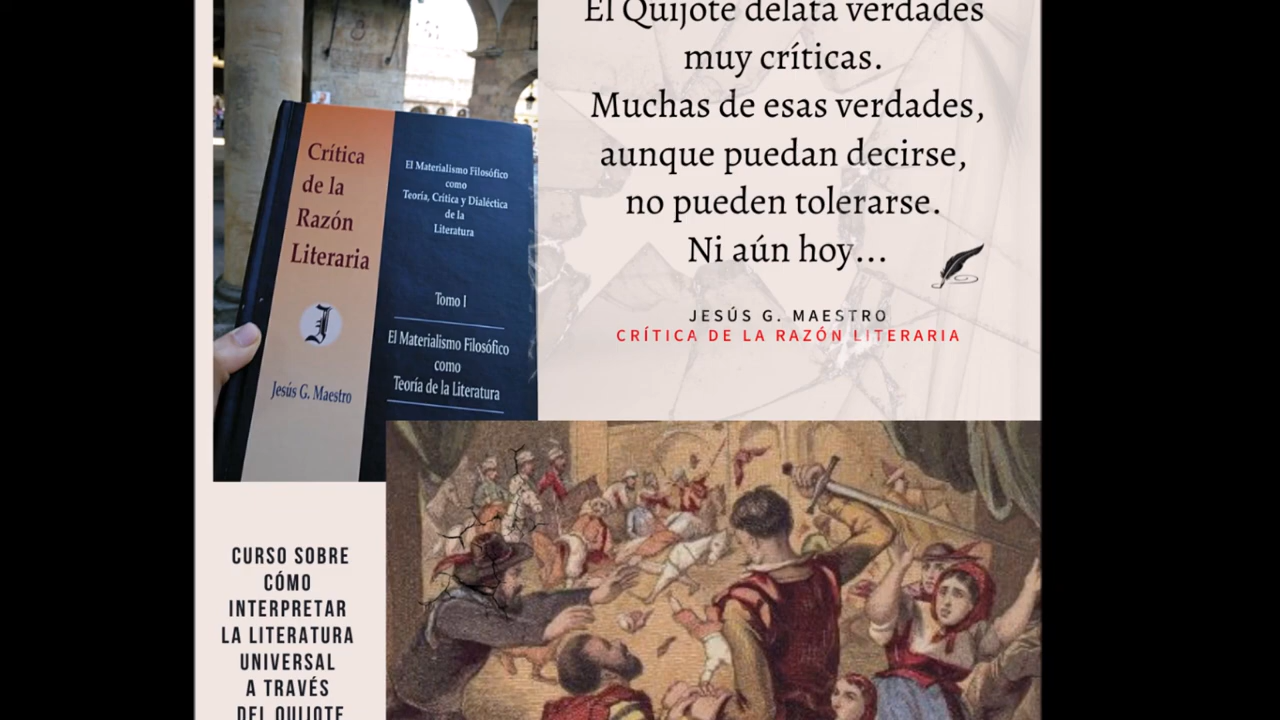 El Quijote delata verdades
muy críticas.
Muchas de esas verdades,
aunque puedan decirse,
no pueden tolerarse.
Ni aún hoy...
JESÚS G. MAESTRO
CRÍTICA DE LA RAZÓN LITERARIA
Crítica
de la
Razón
Literaria
J
Jesús G. Maestro
El Materialismo Filosófico
como
Teoría, Crítica y Dialéctica
de la
Literatura
Tomo I
El Materialismo Filosófico
como
Teoría de la Literatura
CURSO SOBRE
CÓMO
INTERPRETAR
LA LITERATURA
UNIVERSAL
A TRAVÉS
DEL QUIJOTE